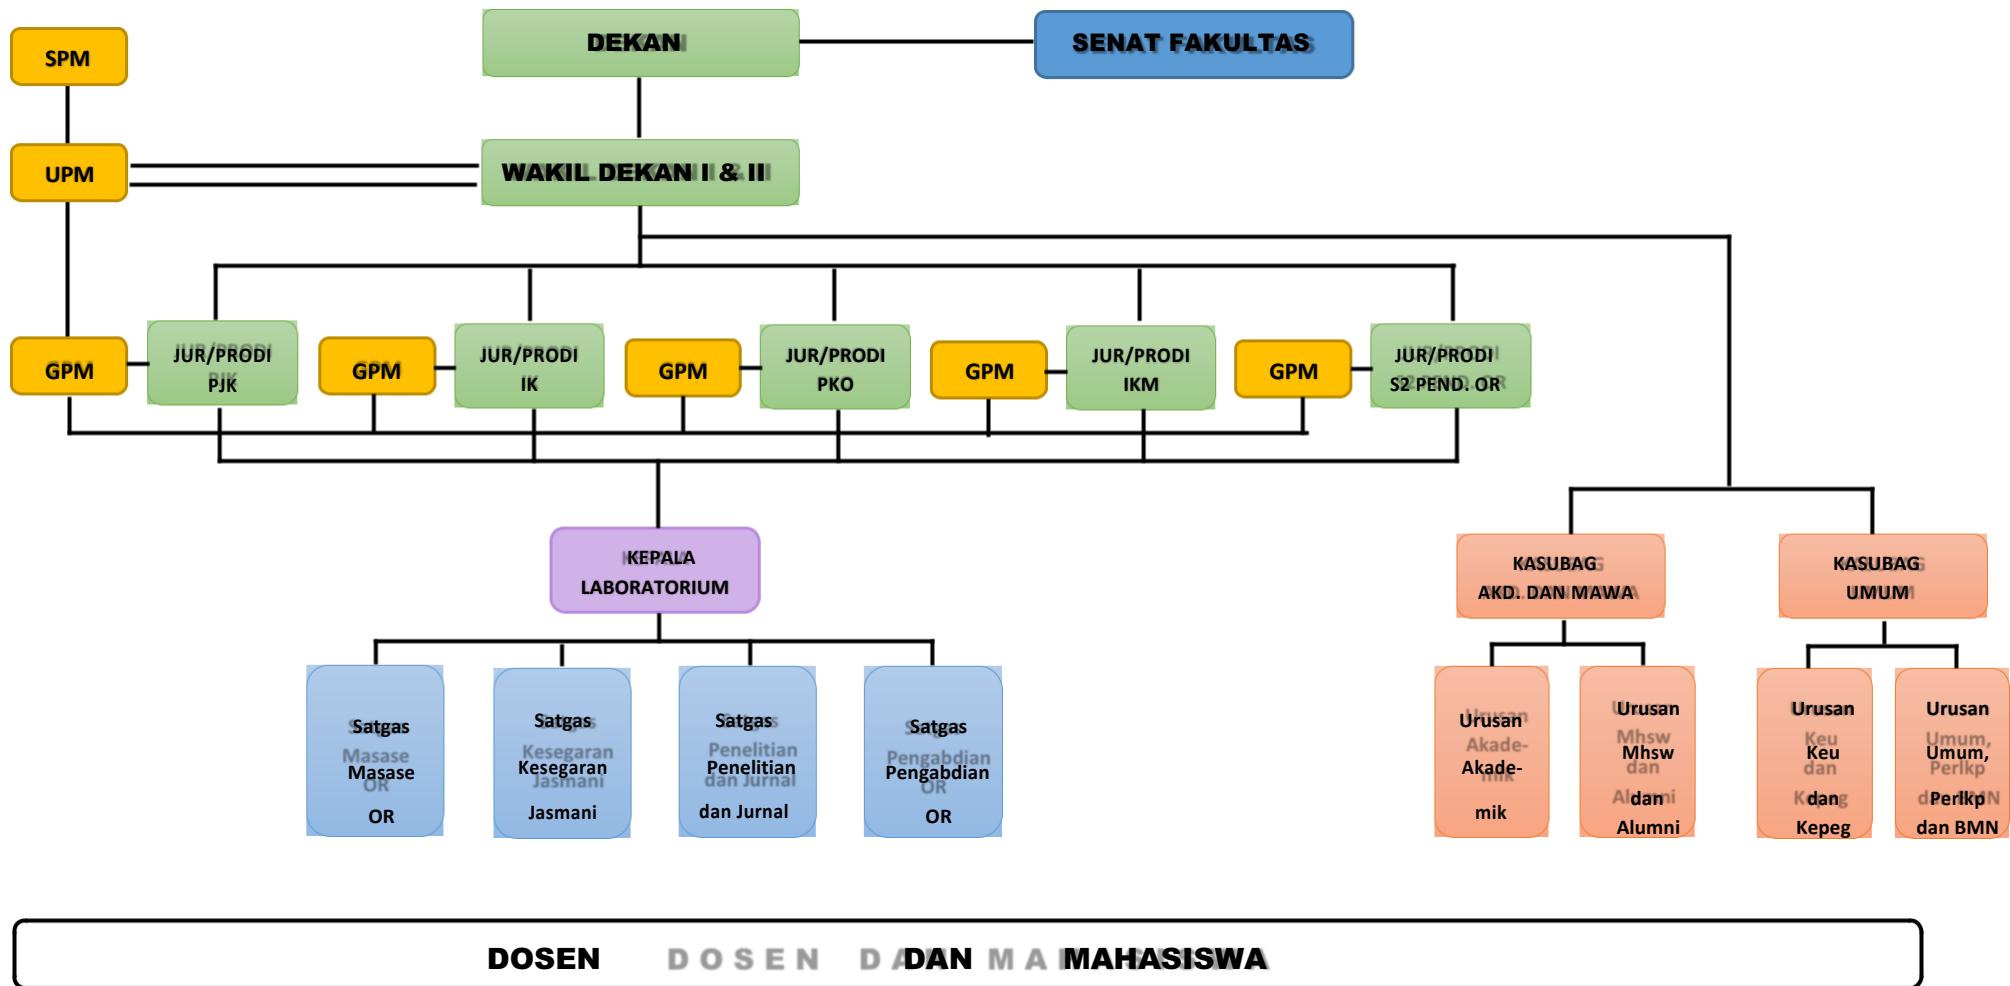 DEKAN
SENAT FAKULTAS
SPM
UPM
WAKIL DEKAN I & II
GPM
JUR/PRODI
PJK
GPM
JUR/PRODI
IK
GPM
JUR/PRODI
PKO
GPM
JUR/PRODI
IKM
GPM
JUR/PRODI
S2 PEND. OR
KEPALA
LABORATORIUM
KASUBAG
AKD. DAN MAWA
KASUBAG
UMUM
Satgas
Masase
OR
Satgas
Kesegaran
Jasmani
Satgas
Penelitian
dan Jurnal
Satgas
Pengabdian
OR
Urusan
Akade-
mik
Urusan
Mhsw
dan
Alumni
Urusan
Keu
dan
Kepeg
Urusan
Umum,
Perlkp
dan BMN
DOSEN DAN MAHASISWA